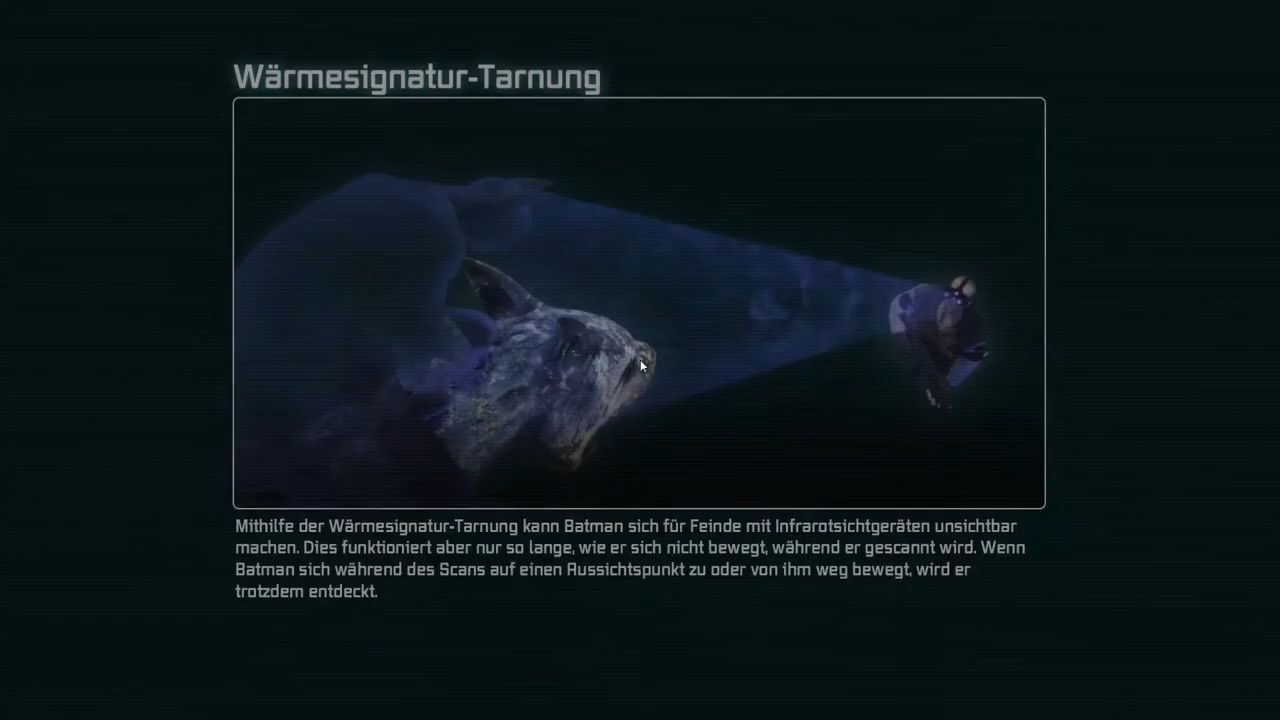 Wärmesignatur-Tarnung
Mithilfe der Wärmesignatur-Tarnung kann Batman sich für Feinde mit Infrarotsichtgeräten unsichtbar
machen. Dies funktioniert aber nur so lange, wie er sich nicht bewegt, während er gescannt wird. Wenn
Batman sich während des Scans auf einen Aussichtspunkt zu oder von ihm weg bewegt, wird er
trotzdem entdeckt.